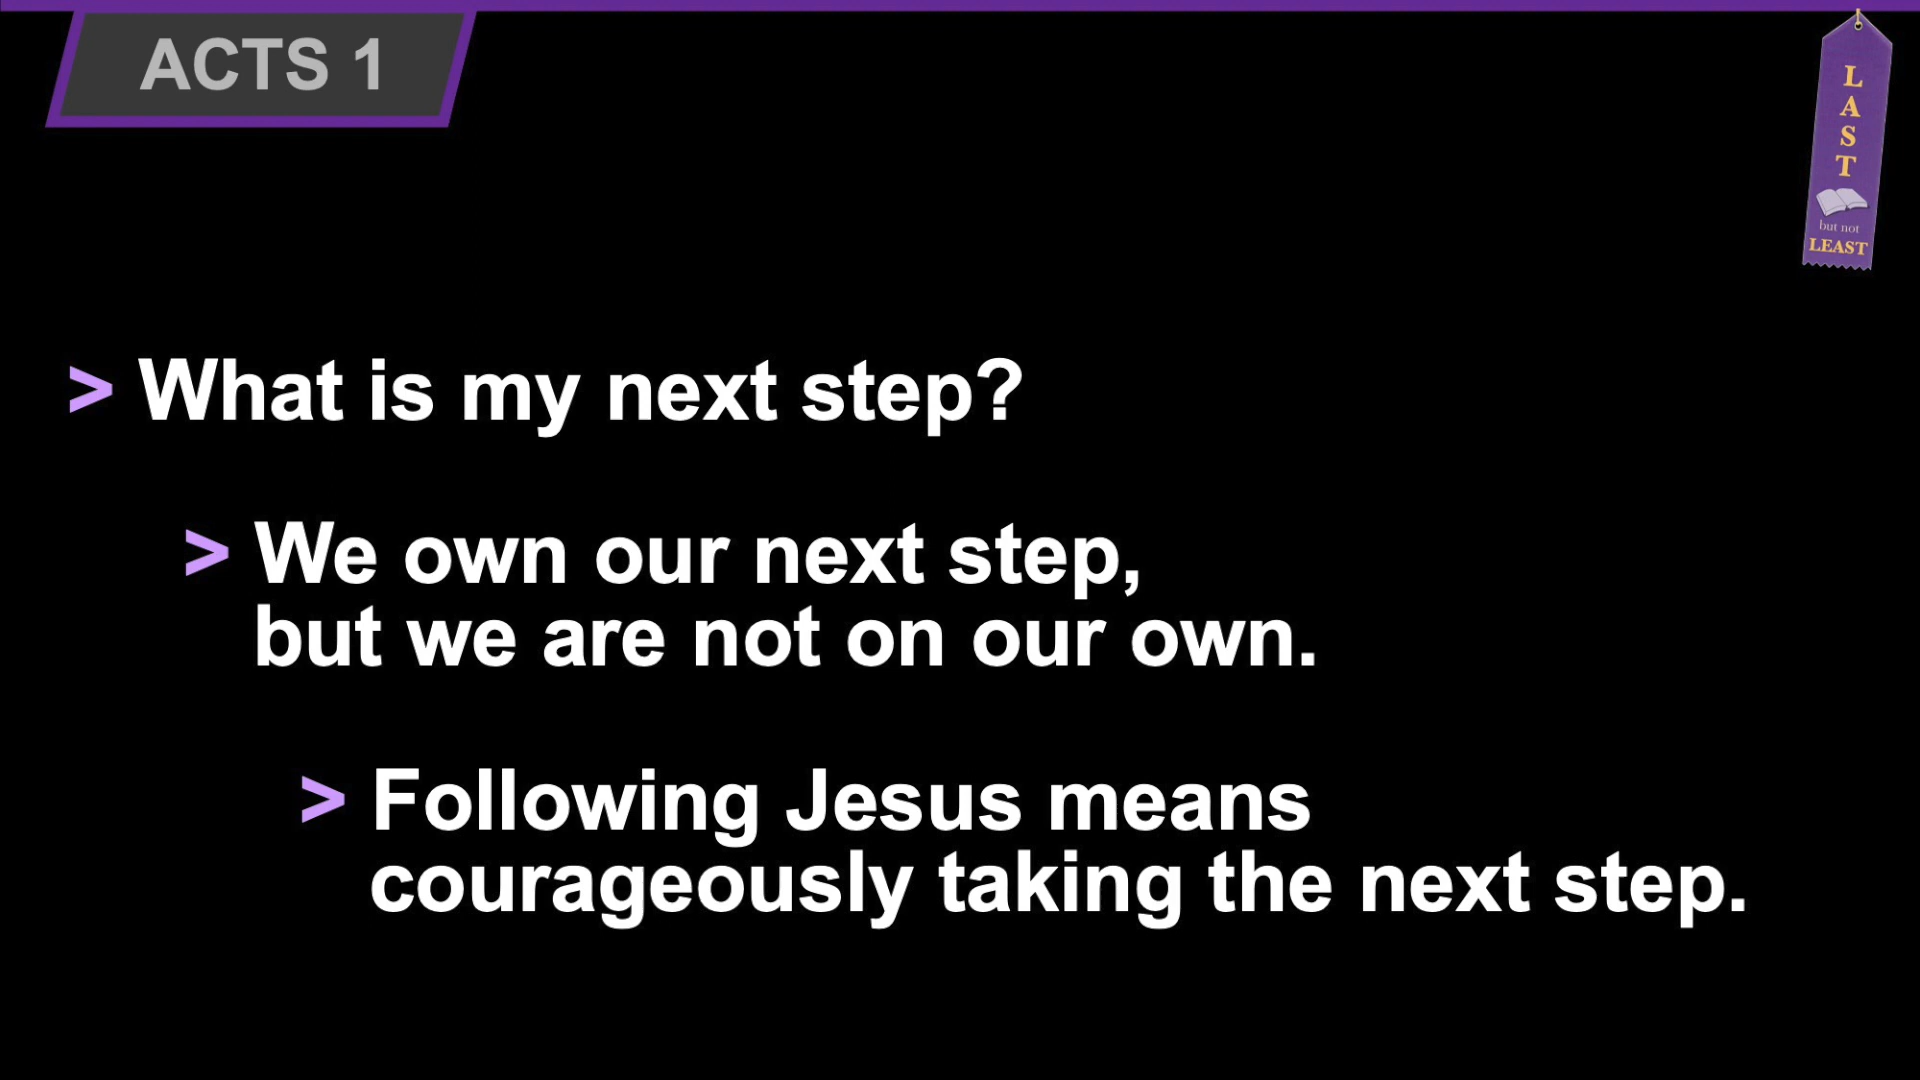 ACTS 1
L
A
S
T
but not
LEAST
> What is my next step?
> We own our next step,
but we are not on our own.
> Following Jesus means
courageously taking the next step.